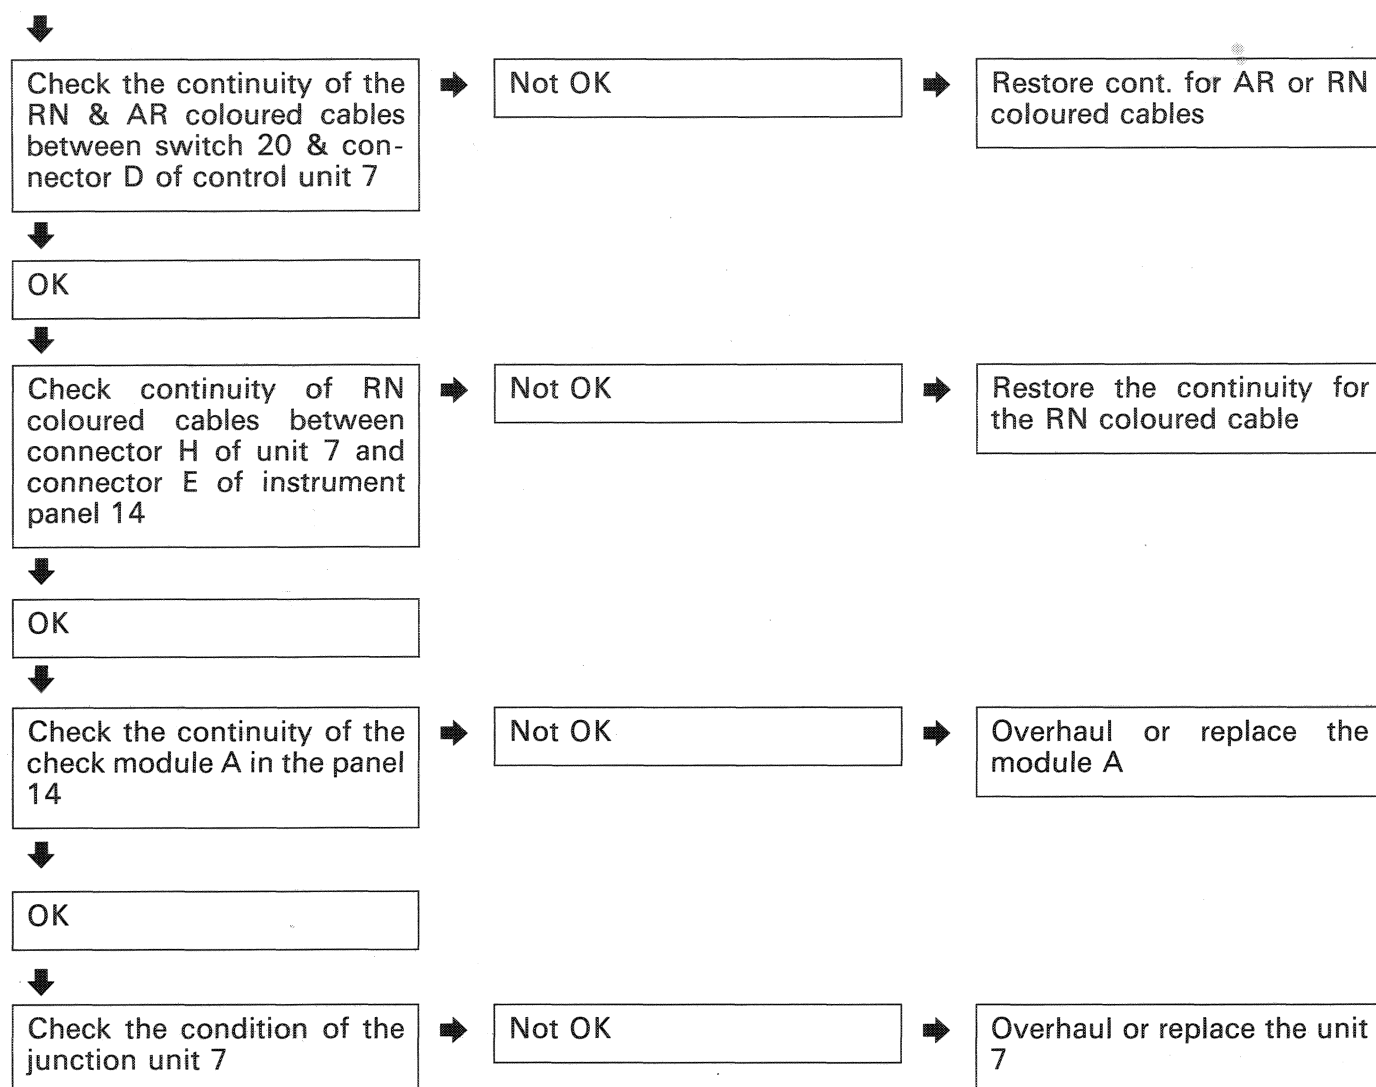 Check the continuity of the
RN & AR coloured cables
between switch 20 & con-
nector D of control unit 7
Not OK
Restore cont. for AR or RN
coloured cables
OK
Check continuity of RN
coloured cables between
connector H of unit 7 and
connector E of instrument
panel 14
Not OK
Restore the continuity for
the RN coloured cable
OK
Check the continuity of the
check module A in the panel
14
Not OK
Overhaul or replace the
module A
OK
Check the condition of the
junction unit 7
Not OK
Overhaul or replace the unit
7